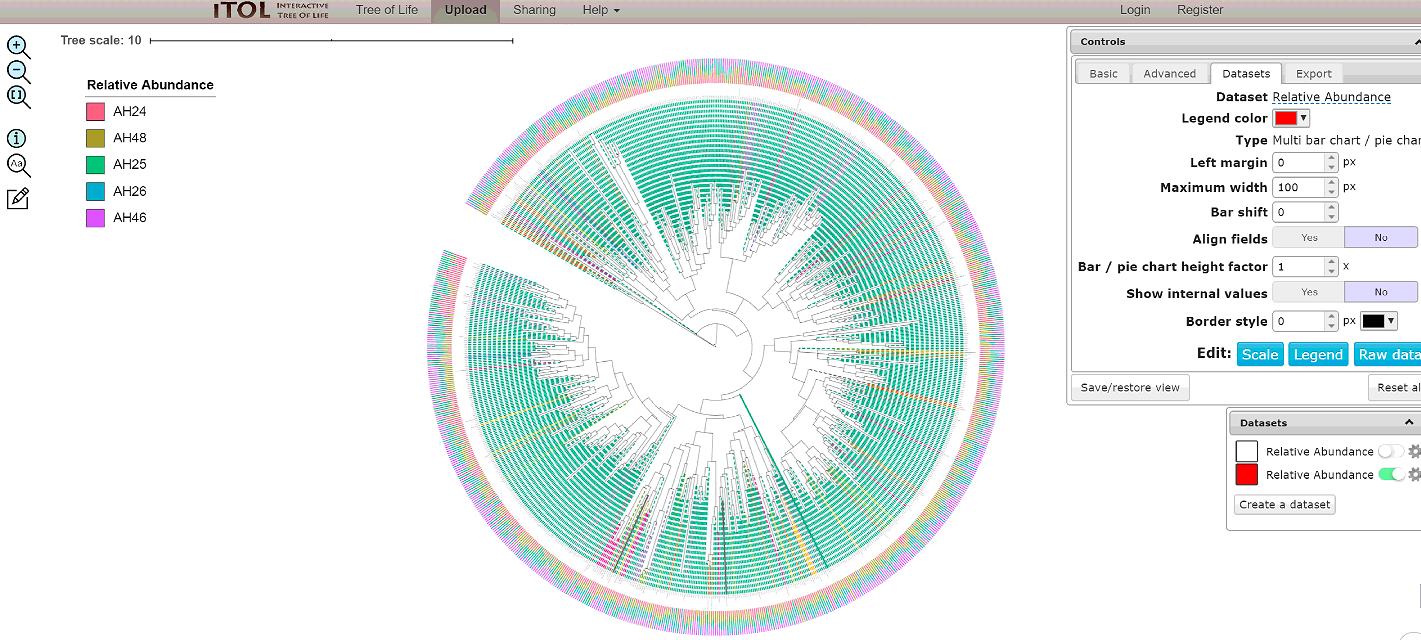 iTOL INTERACTIVE TREE OF LIFE
Tree of Life
Upload
Sharing
Help
Login
Register
Tree scale: 10
Relative Abundance
AH24
AH48
AH25
AH26
AH46
Controls
Basic
Advanced
Datasets
Export
Dataset Relative Abundance
Legend color
Type Multi bar chart / pie char
Left margin 0 px
Maximum width 100 px
Bar shift 0
Align fields Yes No
Bar / pie chart height factor 1 x
Show internal values Yes No
Border style 0 px
Edit: Scale Legend Raw data
Save/restore view
Reset al
Datasets
Relative Abundance
Relative Abundance
Create a dataset